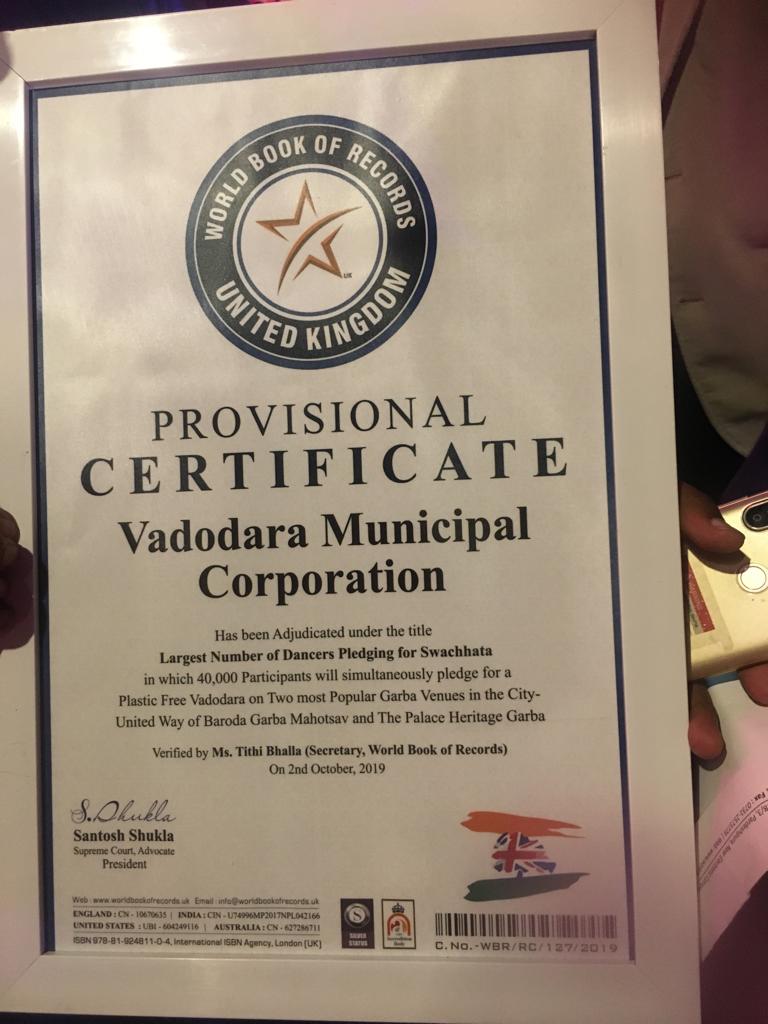 WORLD BOOK OF RECORDS
UK
UNITED KINGDOM
PROVISIONAL
CERTIFICATE
Vadodara Municipal
Corporation
Has been Adjudicated under the title
Largest Number of Dancers Pledging for Swachhata
in which 40,000 Participants will simultaneously pledge for a
Plastic Free Vadodara on Two most Popular Garba Venues in the City-
United Way of Baroda Garba Mahotsav and The Palace Heritage Garba
Verified by Ms. Tithi Bhalla (Secretary, World Book of Records)
On 2nd October, 2019
S. Shukla
Santosh Shukla
Supreme Court, Advocate
President
Web : www.worldbookofrecords.uk Email : info@worldbookofrecords.uk
ENGLAND : CN - 10670635 | INDIA : CIN - U74996MP2017NPL042166
UNITED STATES : UBI - 604249116 | AUSTRALIA : CN - 627286711
ISBN 978-81-924811-0-4, International ISBN Agency, London (UK)
S
SILVER
STATUS
C. No.-WBR/RC/127/2019